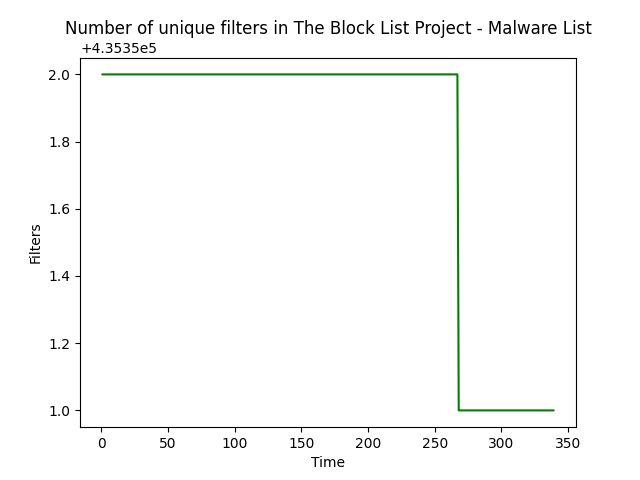 Number of unique filters in The Block List Project - Malware List
+4.3535e5
2.0
1.8
1.6
1.4
1.2
1.0
Filters
0 50 100 150 200 250 300 350
Time